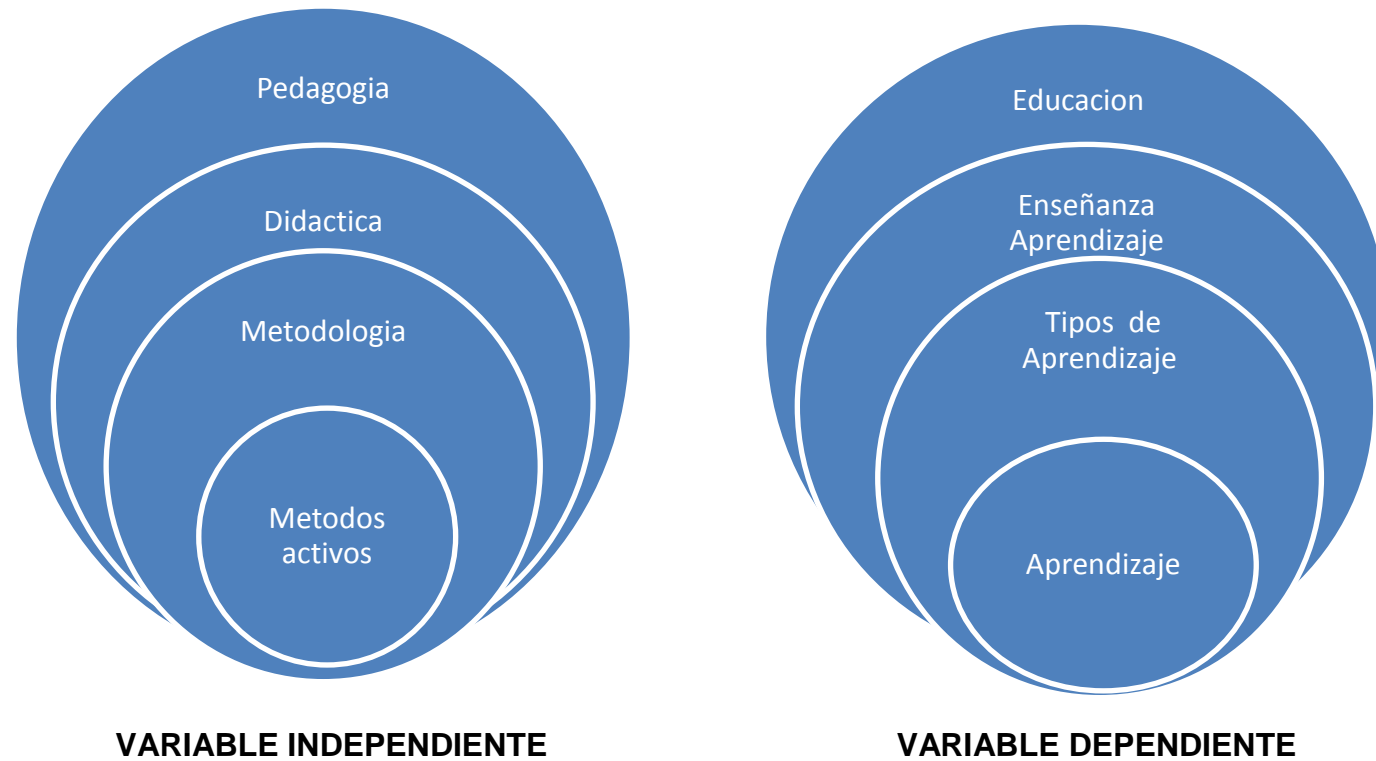 Pedagogia
Didactica
Metodologia
Metodos
activos
VARIABLE INDEPENDIENTE
Educacion
Enseñanza
Aprendizaje
Tipos de
Aprendizaje
Aprendizaje
VARIABLE DEPENDIENTE